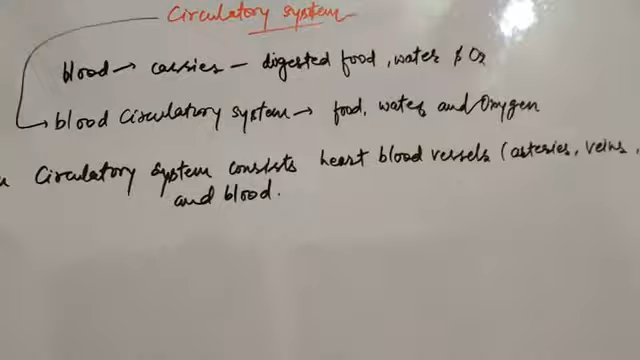 Circulatory system
blood → carries – digested food, water & O2
blood Circulatory system → food, water and Oxygen
Circulatory system consists heart blood vessels (arteries, veins,
and blood.